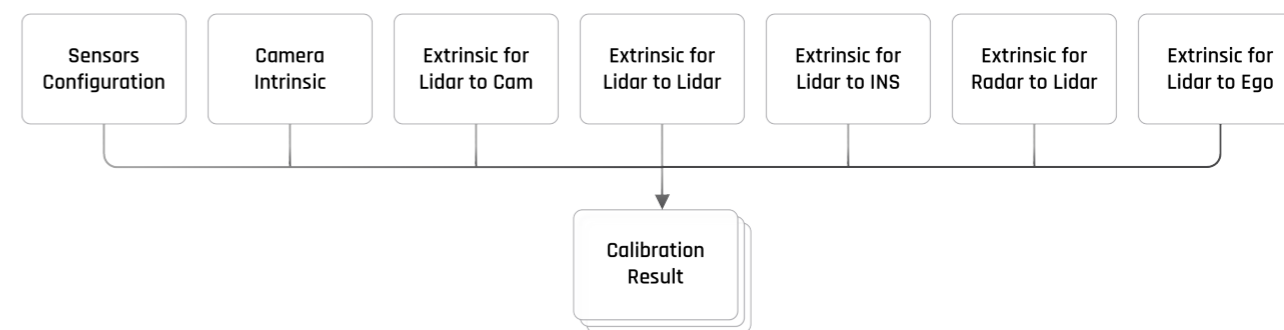 Sensors
Configuration
Camera
Intrinsic
Extrinsic for
Lidar to Cam
Extrinsic for
Lidar to Lidar
Extrinsic for
Lidar to INS
Extrinsic for
Radar to Lidar
Extrinsic for
Lidar to Ego
Calibration
Result